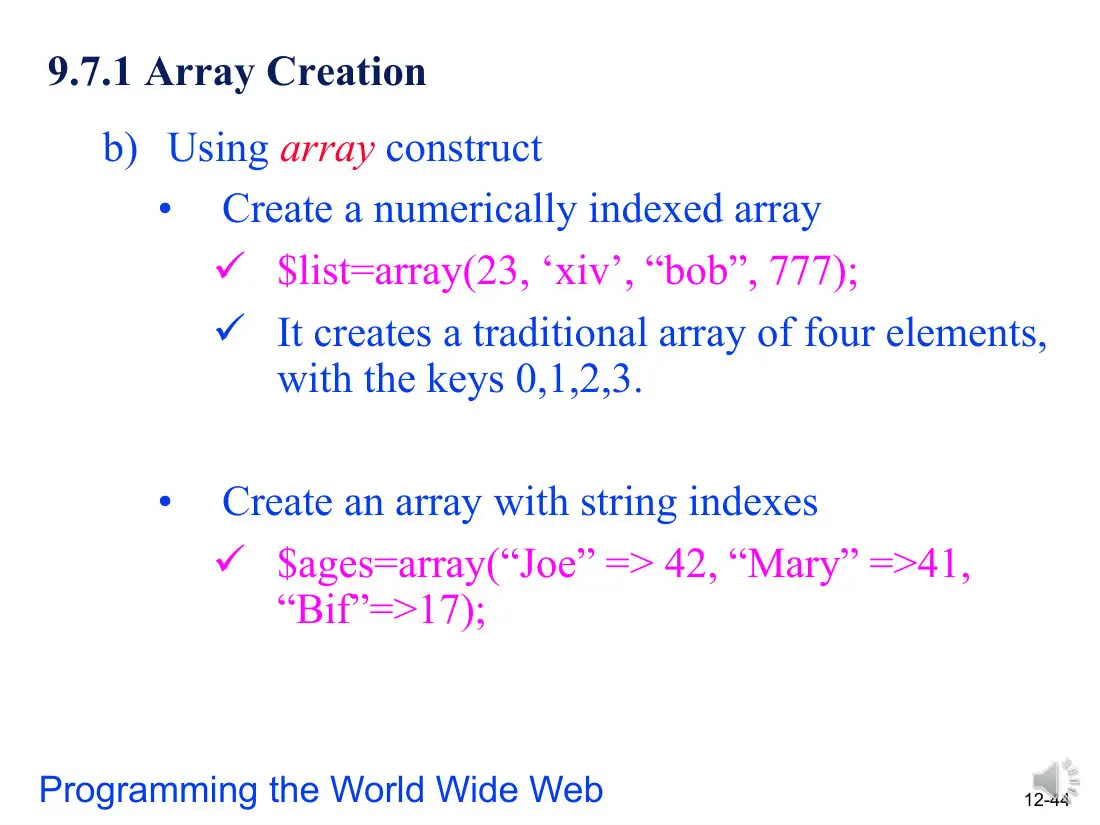 9.7.1 Array Creation
b) Using array construct
• Create a numerically indexed array
✓ $list=array(23, ‘xiv’, “bob”, 777);
✓ It creates a traditional array of four elements,
with the keys 0,1,2,3.
• Create an array with string indexes
✓ $ages=array(“Joe” => 42, “Mary” =>41,
“Bif”=>17);
Programming the World Wide Web
12-44